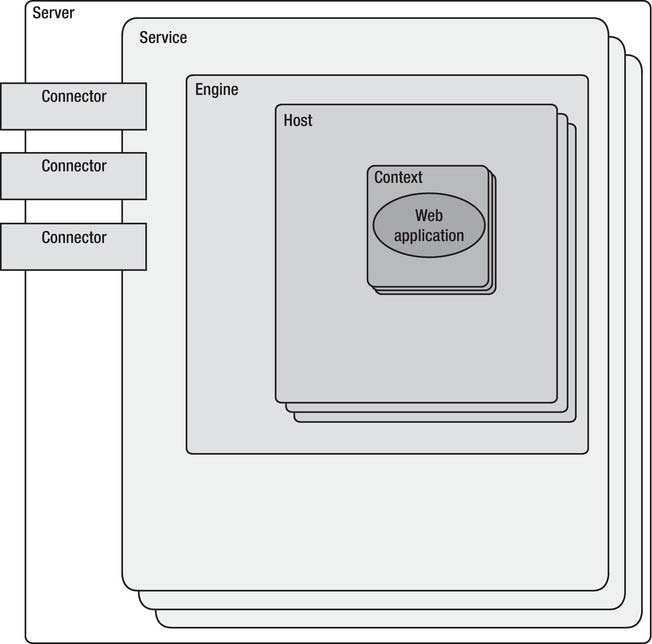 Server
Service
Connector
Engine
Host
Connector
Context
Web
application
Connector